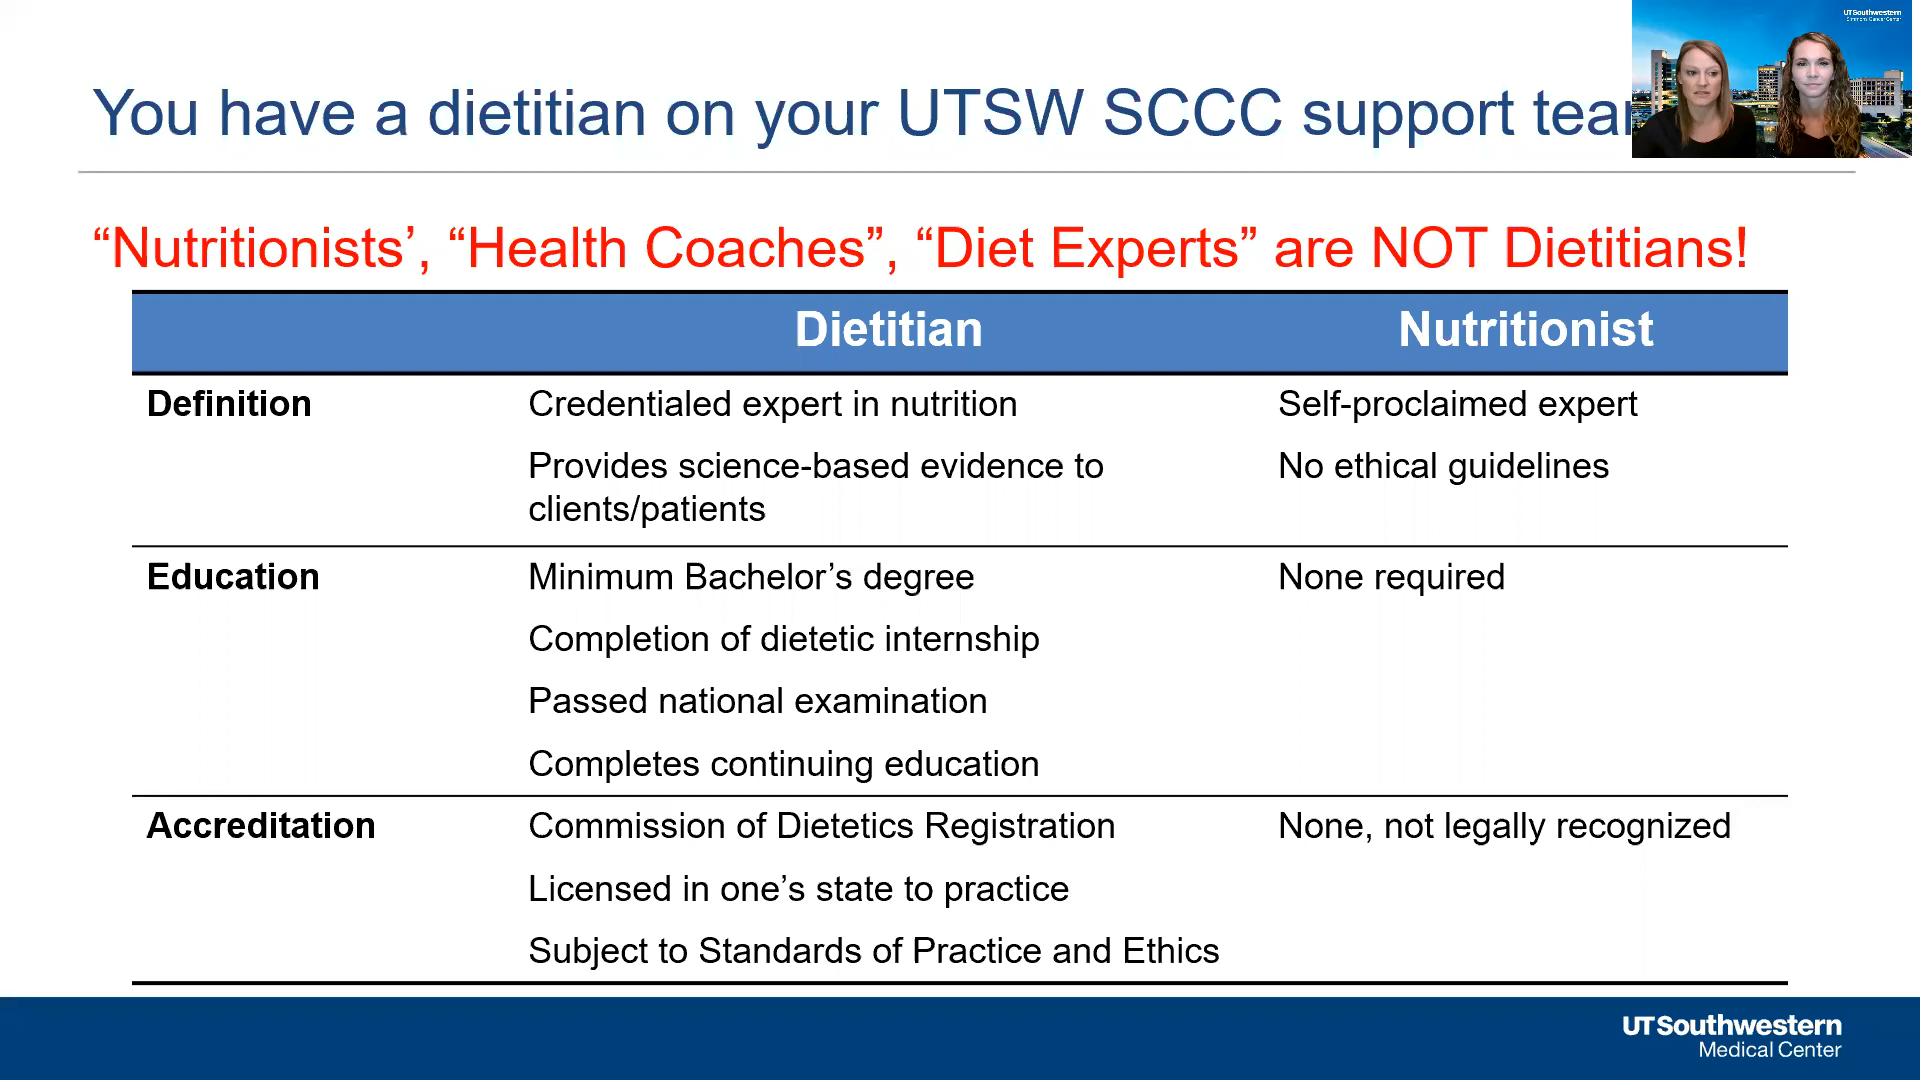 You have a dietitian on your UTSW SCCC support
“Nutritionists’, “Health Coaches”, “Diet Experts” are NOT Dietitians!
Dietitian Nutritionist
Definition Credentialed expert in nutrition Self-proclaimed expert
Provides science-based evidence to No ethical guidelines
clients/patients
Education Minimum Bachelor’s degree None required
Completion of dietetic internship
Passed national examination
Completes continuing education
Accreditation Commission of Dietetics Registration None, not legally recognized
Licensed in one’s state to practice
Subject to Standards of Practice and Ethics
UTSouthwestern
Medical Center
UTSouthwestern
Simmons Cancer Center